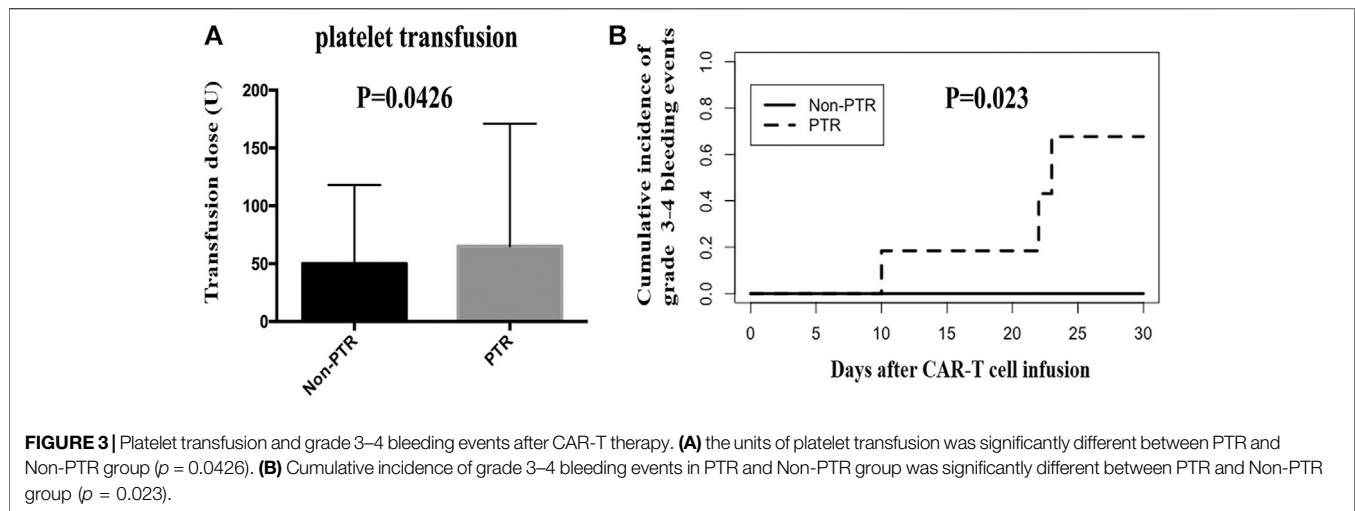 A
platelet transfusion
P=0.0426
Transfusion dose (U)
200
150
100
50
0
Non-PTR
PTR
B
Cumulative incidence of
grade 3-4 bleeding events
1.0
0.8
0.6
0.4
0.2
0.0
Non-PTR
PTR
P=0.023
0 5 10 15 20 25 30
Days after CAR-T cell infusion
FIGURE 3 | Platelet transfusion and grade 3–4 bleeding events after CAR-T therapy. (A) the units of platelet transfusion was significantly different between PTR and
Non-PTR group (p = 0.0426). (B) Cumulative incidence of grade 3–4 bleeding events in PTR and Non-PTR group was significantly different between PTR and Non-PTR
group (p = 0.023).